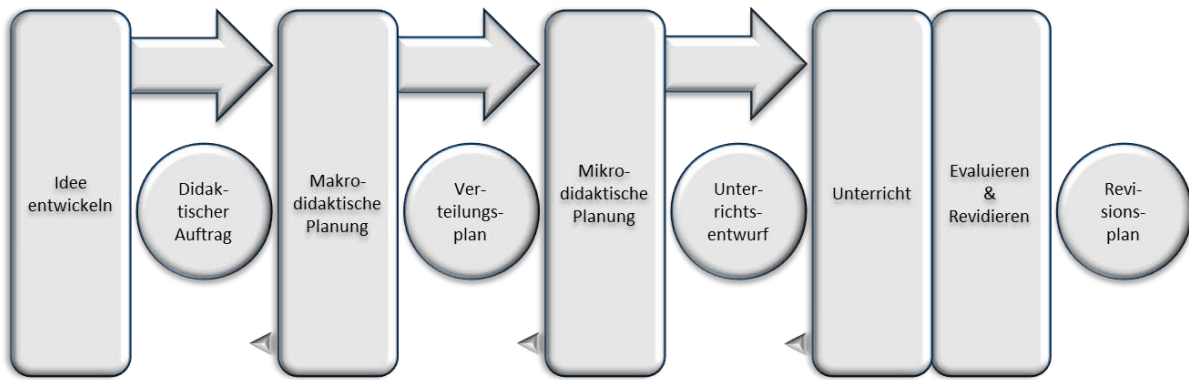 Idee
entwickeln
Didak-
tischer
Auftrag
Makro-
didaktische
Planung
Ver-
teilungs-
plan
Mikro-
didaktische
Planung
Unter-
richts-
entwurf
Unterricht
Evaluieren
&
Revidieren
Revi-
sions-
plan